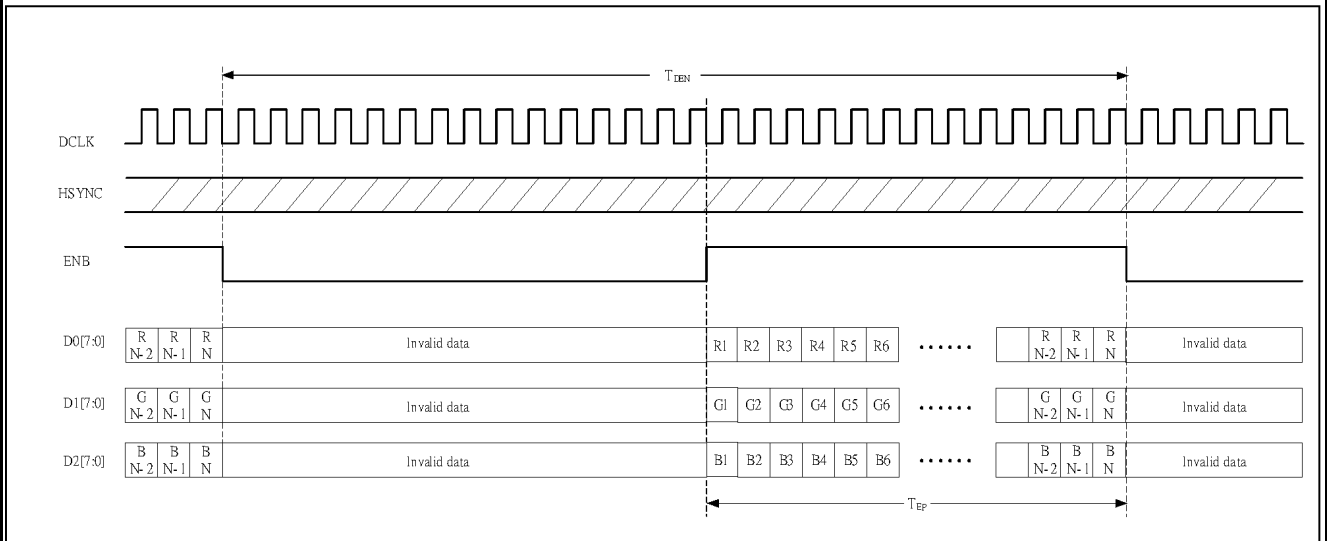 T DEN
DCLK
HSYNC
ENB
D0[7:0] R N-2 R N-1 R N Invalid data R1 R2 R3 R4 R5 R6 ...... R N-2 R N-1 R N Invalid data
D1[7:0] G N-2 G N-1 G N Invalid data G1 G2 G3 G4 G5 G6 ...... G N-2 G N-1 G N Invalid data
D2[7:0] B N-2 B N-1 B N Invalid data B1 B2 B3 B4 B5 B6 ...... B N-2 B N-1 B N Invalid data
T EP